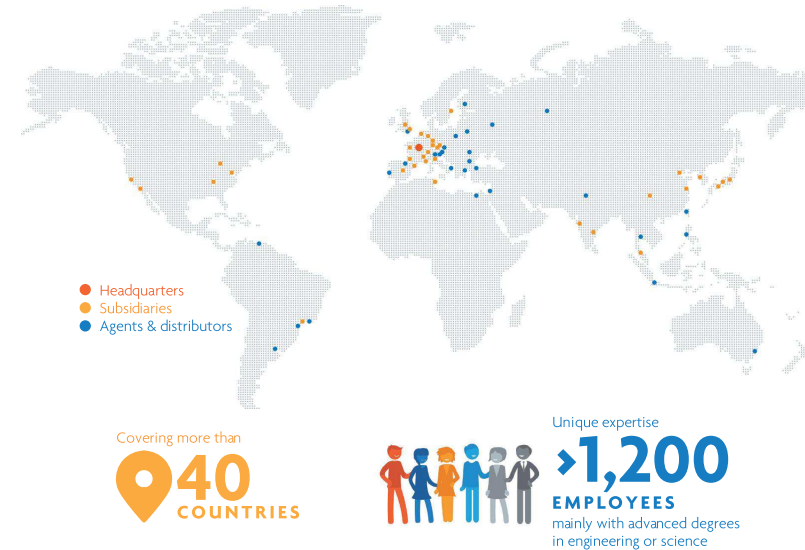 Headquarters
Subsidiaries
Agents & distributors
Covering more than
40
COUNTRIES
Unique expertise
>1,200
EMPLOYEES
mainly with advanced degrees
in engineering or science